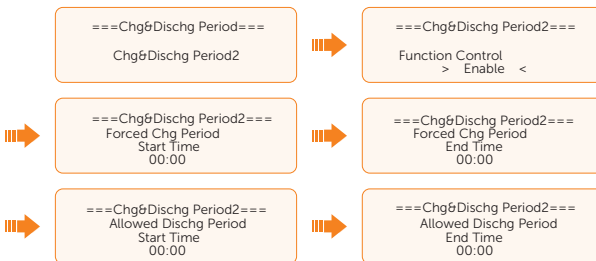 ===Chg&Dischg Period===
Chg&Dischg Period2
===Chg&Dischg Period2===
Function Control
> Enable <
===Chg&Dischg Period2===
Forced Chg Period
Start Time
00:00
===Chg&Dischg Period2===
Forced Chg Period
End Time
00:00
===Chg&Dischg Period2===
Allowed Dischg Period
Start Time
00:00
===Chg&Dischg Period2===
Allowed Dischg Period
End Time
00:00